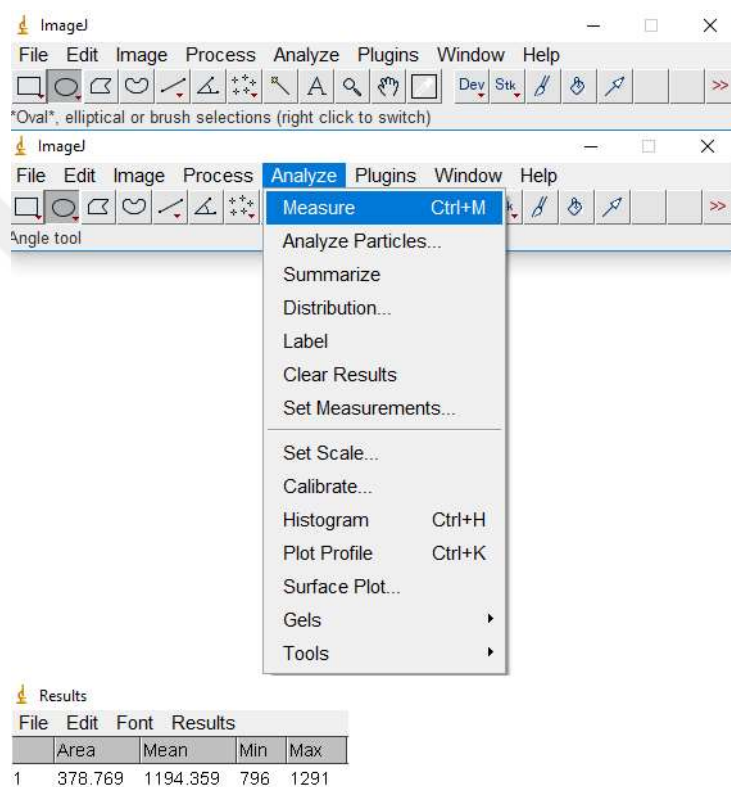 ImageJ
File Edit Image Process Analyze Plugins Window Help
A Dev Stk >>
*Oval*, elliptical or brush selections (right click to switch)
ImageJ
File Edit Image Process Analyze Plugins Window Help
>>
Angle tool
Measure Ctrl+M
Analyze Particles...
Summarize
Distribution...
Label
Clear Results
Set Measurements...
Set Scale...
Calibrate...
Histogram Ctrl+H
Plot Profile Ctrl+K
Surface Plot...
Gels
Tools
Results
File Edit Font Results
Area Mean Min Max
1 378.769 1194.359 796 1291